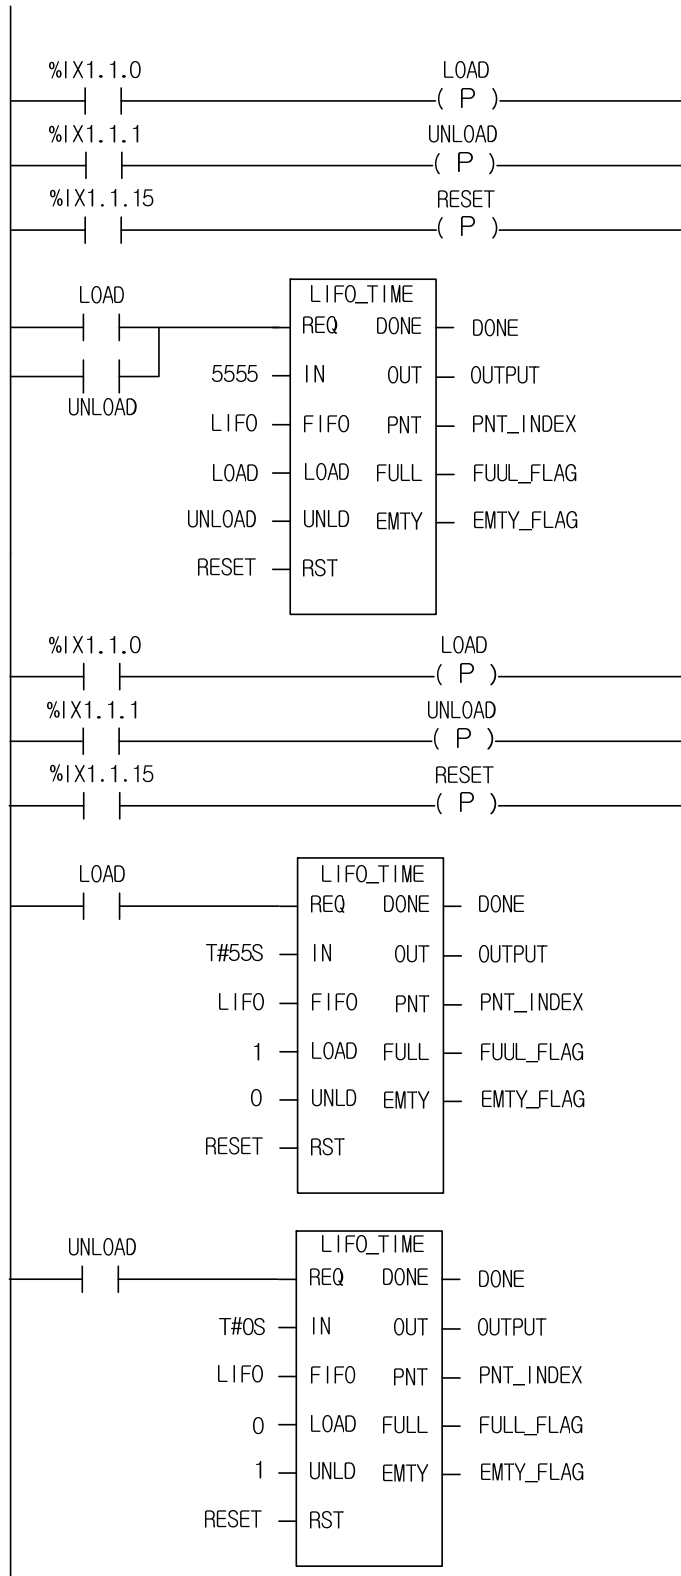 %IX1.1.0 LOAD
( P )
%IX1.1.1 UNLOAD
( P )
%IX1.1.15 RESET
( P )
LOAD LIFO_TIME
REQ DONE DONE
5555 IN OUT OUTPUT
UNLOAD
LIFO FIFO PNT PNT_INDEX
LOAD LOAD FULL FUUL_FLAG
UNLOAD UNLD EMTY EMTY_FLAG
RESET RST
%IX1.1.0 LOAD
( P )
%IX1.1.1 UNLOAD
( P )
%IX1.1.15 RESET
( P )
LOAD LIFO_TIME
REQ DONE DONE
T#55S IN OUT OUTPUT
LIFO FIFO PNT PNT_INDEX
1 LOAD FULL FUUL_FLAG
0 UNLD EMTY EMTY_FLAG
RESET RST
UNLOAD LIFO_TIME
REQ DONE DONE
T#0S IN OUT OUTPUT
LIFO FIFO PNT PNT_INDEX
0 LOAD FULL FULL_FLAG
1 UNLD EMTY EMTY_FLAG
RESET RST